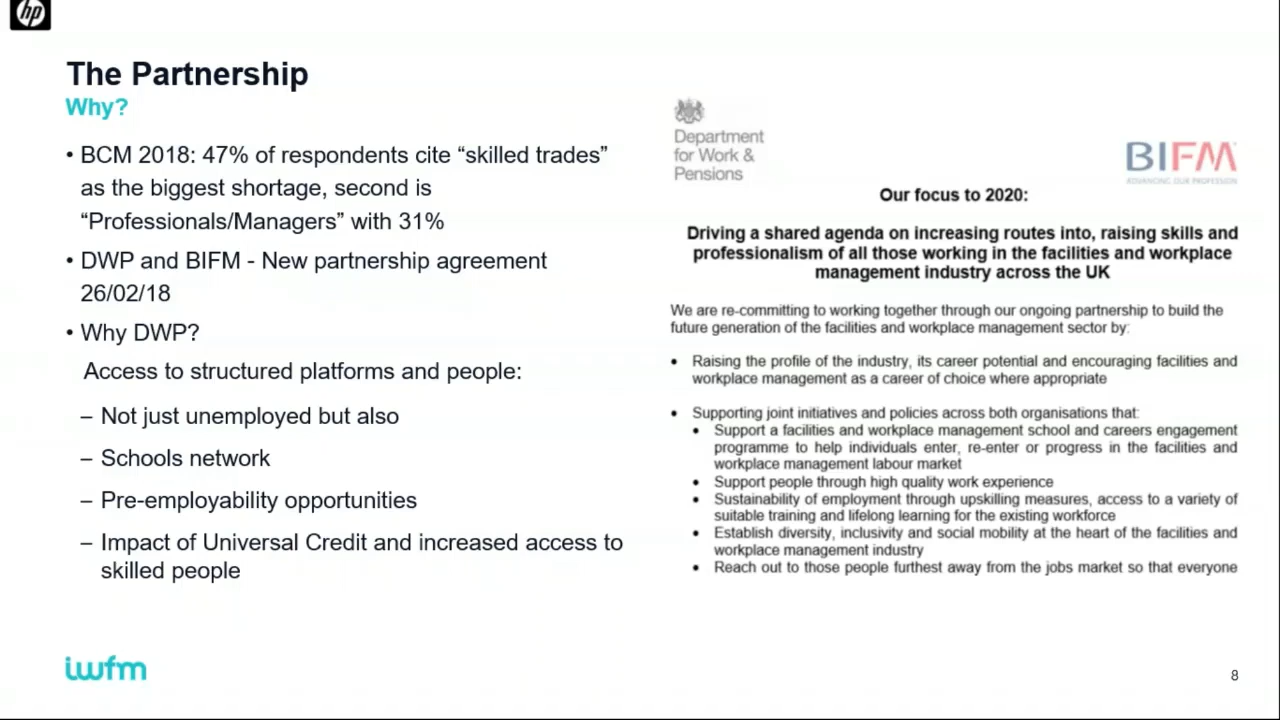 hp
The Partnership
Why?
• BCM 2018: 47% of respondents cite “skilled trades”
as the biggest shortage, second is
“Professionals/Managers” with 31%
• DWP and BIFM - New partnership agreement
26/02/18
• Why DWP?
Access to structured platforms and people:
– Not just unemployed but also
– Schools network
– Pre-employability opportunities
– Impact of Universal Credit and increased access to
skilled people
iwfm
Department
for Work &
Pensions
BIFM
ADVANCING OUR PROFESSION
Our focus to 2020:
Driving a shared agenda on increasing routes into, raising skills and
professionalism of all those working in the facilities and workplace
management industry across the UK
We are re-committing to working together through our ongoing partnership to build the
future generation of the facilities and workplace management sector by:
• Raising the profile of the industry, its career potential and encouraging facilities and
workplace management as a career of choice where appropriate
• Supporting joint initiatives and policies across both organisations that:
• Support a facilities and workplace management school and careers engagement
programme to help individuals enter, re-enter or progress in the facilities and
workplace management labour market
• Support people through high quality work experience
• Sustainability of employment through upskilling measures, access to a variety of
suitable training and lifelong learning for the existing workforce
• Establish diversity, inclusivity and social mobility at the heart of the facilities and
workplace management industry
• Reach out to those people furthest away from the jobs market so that everyone
8